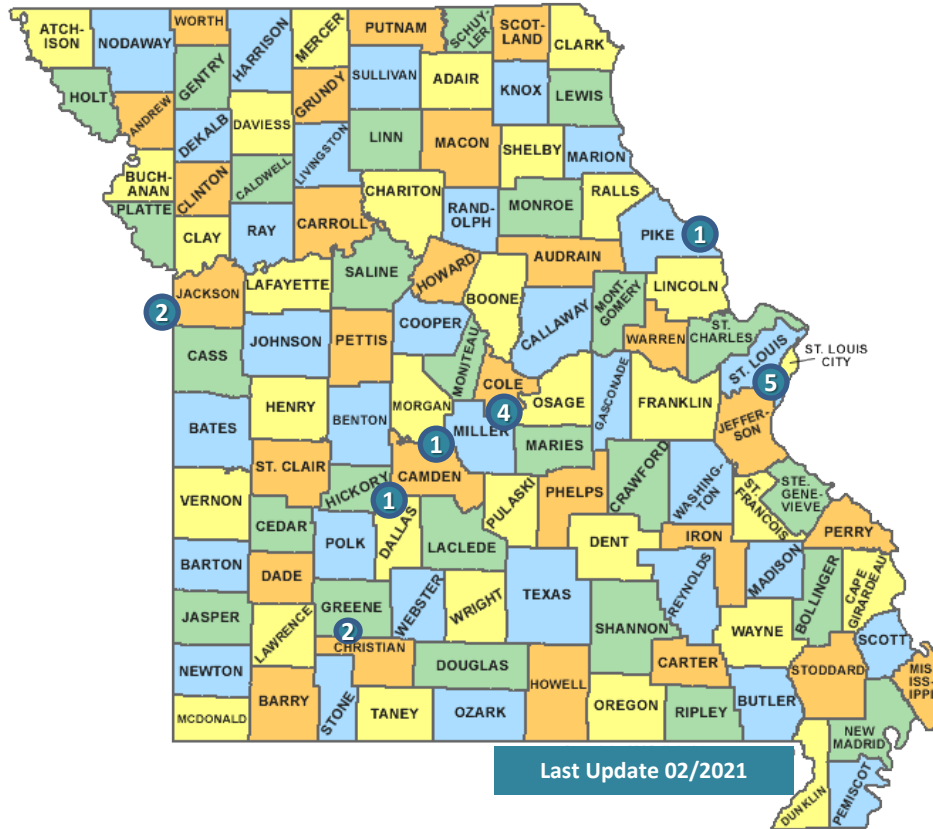 ATCH-
ISON
NODAWAY
WORTH
HARRISON
MERCER
PUTNAM
SCHUY-
LER
SCOT-
LAND
CLARK
HOLT
GENTRY
SULLIVAN
ADAIR
KNOX
LEWIS
ANDREW
DEKALB
DAVIESS
GRUNDY
LINN
MACON
SHELBY
MARION
BUCH-
ANAN
CLINTON
CALDWELL
LIVINGSTON
CHARITON
RAND-
OLPH
MONROE
RALLS
PLATTE
CLAY
RAY
CARROLL
PIKE
1
AUDRAIN
SALINE
HOWARD
BOONE
JACKSON
2
LAFAYETTE
COOPER
CALLAWAY
MONT-
GOMERY
LINCOLN
WARREN
ST.
CHARLES
ST. LOUIS
ST. LOUIS
CITY
5
CASS
JOHNSON
PETTIS
MONITEAU
COLE
4
OSAGE
GASCONADE
FRANKLIN
JEFFER-
SON
BATES
HENRY
BENTON
MORGAN
1
MILLER
MARIES
ST. CLAIR
HICKORY
1
CAMDEN
PULASKI
PHELPS
CRAWFORD
WASHING-
TON
ST.
FRANCOIS
STE.
GENE-
VIEVE
PERRY
VERNON
CEDAR
POLK
DALLAS
LACLEDE
DENT
IRON
MADISON
BOLLINGER
CAPE
GIRARDEAU
BARTON
DADE
GREENE
2
WEBSTER
WRIGHT
TEXAS
REYNOLDS
SHANNON
WAYNE
SCOTT
JASPER
LAWRENCE
CHRISTIAN
DOUGLAS
CARTER
STODDARD
MIS
ISS-
IPPI
NEWTON
BARRY
STONE
TANEY
OZARK
HOWELL
OREGON
RIPLEY
BUTLER
NEW
MADRID
MCDONALD
DUNKLIN
PEMISCOT
Last Update 02/2021